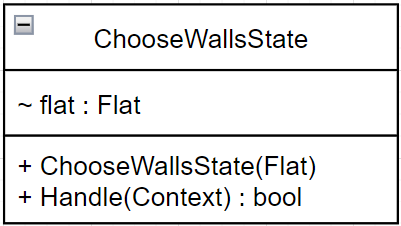 ChooseWallsState
~ flat : Flat
+ ChooseWallsState(Flat)
+ Handle(Context) : bool